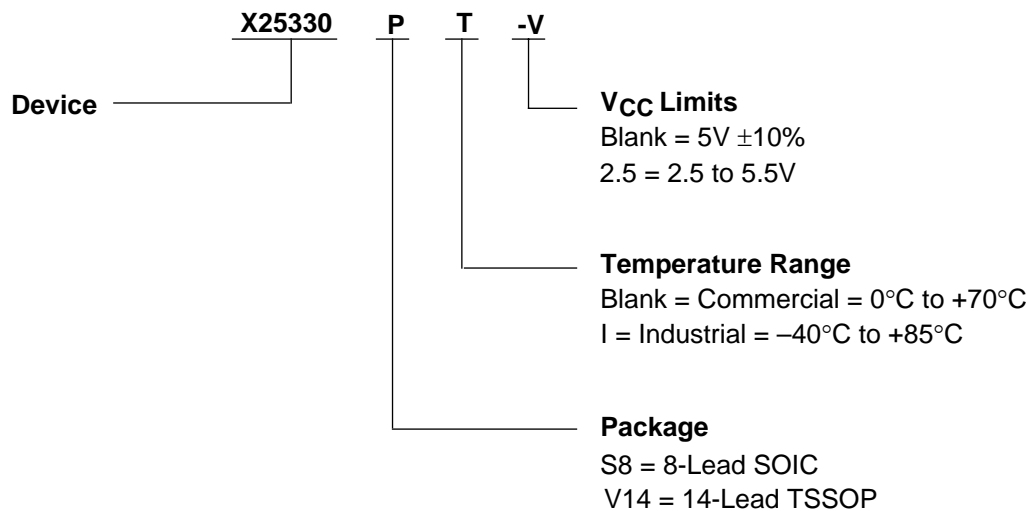 X25330 P T -V
Device
VCC Limits
Blank = 5V ±10%
2.5 = 2.5 to 5.5V
Temperature Range
Blank = Commercial = 0°C to +70°C
I = Industrial = –40°C to +85°C
Package
S8 = 8-Lead SOIC
V14 = 14-Lead TSSOP